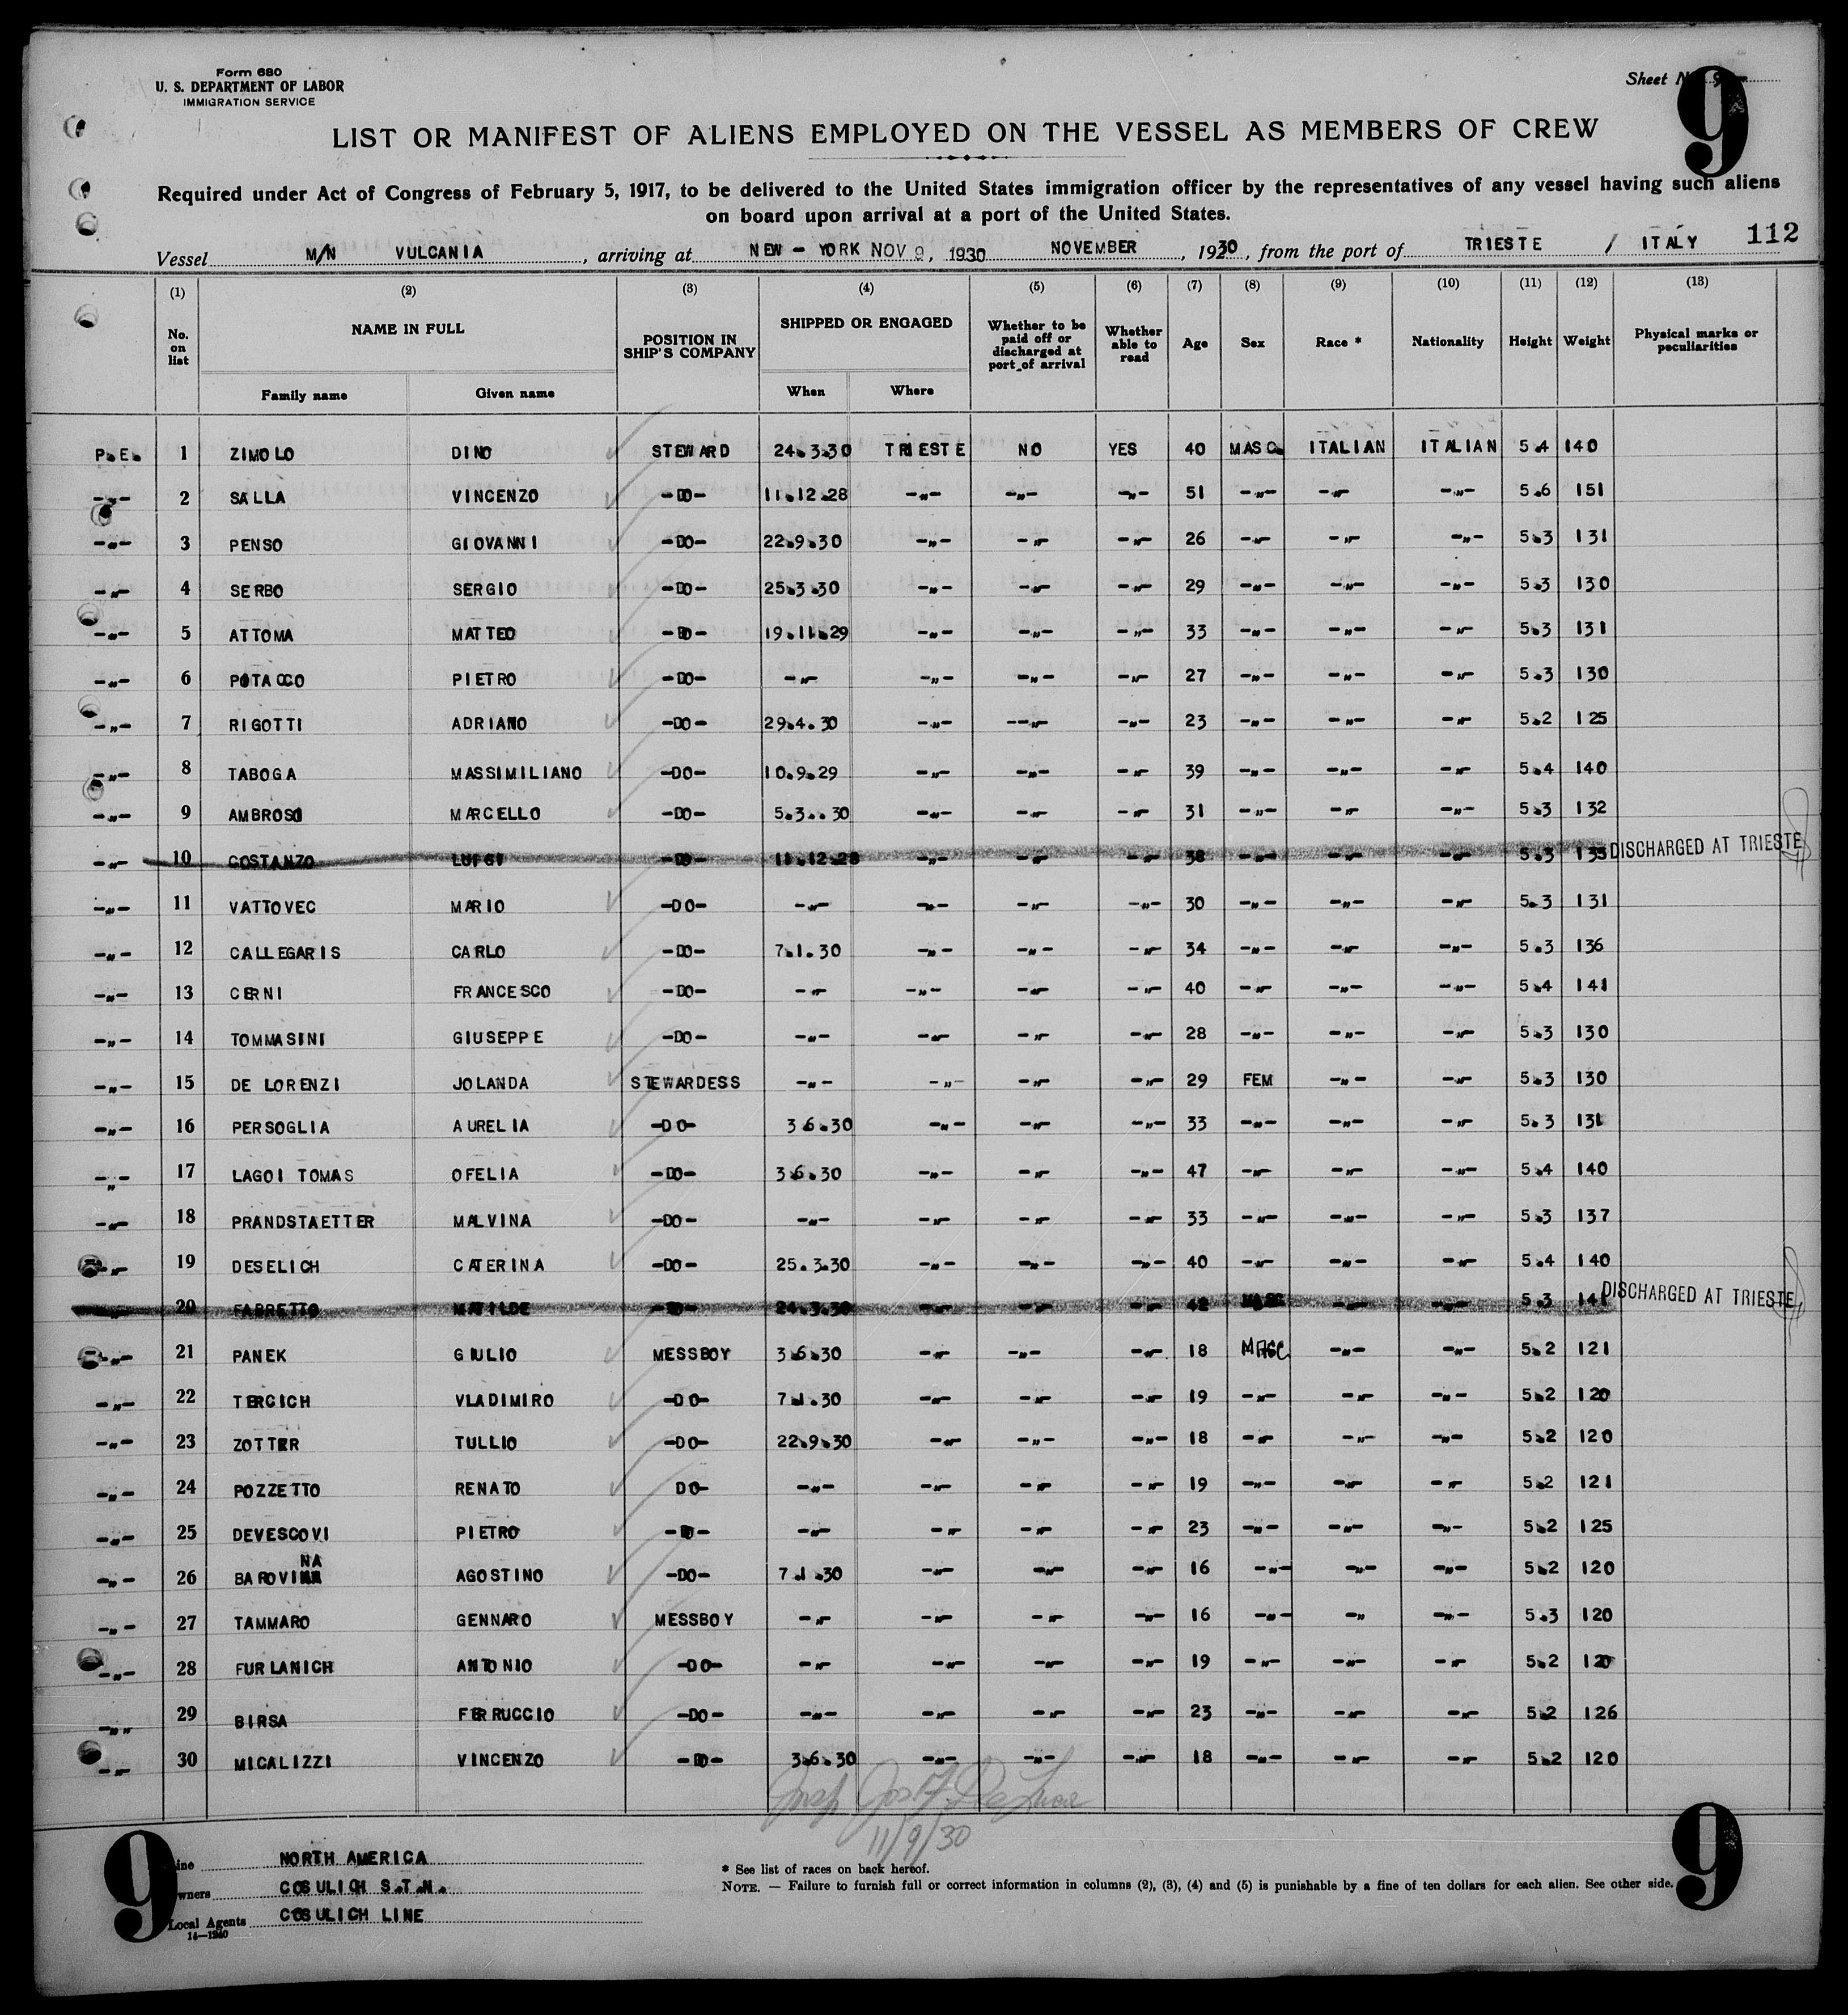 Form 680
U. S. DEPARTMENT OF LABOR
IMMIGRATION SERVICE
Sheet No. 9
9
LIST OR MANIFEST OF ALIENS EMPLOYED ON THE VESSEL AS MEMBERS OF CREW
Required under Act of Congress of February 5, 1917, to be delivered to the United States immigration officer by the representatives of any vessel having such aliens
on board upon arrival at a port of the United States.
Vessel M/N VULCANIA, arriving at NEW - YORK NOV 9, 1930 NOVEMBER, 1930, from the port of TRIESTE / ITALY 112
(1) (2) (3) (4) (5) (6) (7) (8) (9) (10) (11) (12) (13)
No. on list NAME IN FULL POSITION IN SHIP'S COMPANY SHIPPED OR ENGAGED Whether to be paid off or discharged at port of arrival Whether able to read Age Sex Race * Nationality Height Weight Physical marks or peculiarities
Family name Given name When Where
P.E. 1 ZIMOLO DINO STEWARD 24.3.30 TRIESTE NO YES 40 MASC. ITALIAN ITALIAN 5.4 140
-"- 2 SALLA VINCENZO -DO- 11.12.28 -"- -"- -"- 51 -"- -"- -"- 5.6 151
-"- 3 PENSO GIOVANNI -DO- 22.9.30 -"- -"- -"- 26 -"- -"- -"- 5.3 131
-"- 4 SERBO SERGIO -DO- 25.3.30 -"- -"- -"- 29 -"- -"- -"- 5.3 130
-"- 5 ATTOMA MATTEO -DO- 19.11.29 -"- -"- -"- 33 -"- -"- -"- 5.3 131
-"- 6 POTACCO PIETRO -DO- -"- -"- -"- -"- 27 -"- -"- -"- 5.3 130
-"- 7 RIGOTTI ADRIANO -DO- 29.4.30 -"- --"- -"- 23 -"- -"- -"- 5.2 125
-"- 8 TABOGA MASSIMILIANO -DO- 10.9.29 -"- -"- -"- 39 -"- -"- -"- 5.4 140
-"- 9 AMBROSI MARCELLO -DO- 5.3..30 -"- -"- -"- 31 -"- -"- -"- 5.3 132
-"- 10 COSTANZO LUIGI -DO- 11.12.28 -"- -"- -"- 38 -"- -"- -"- 5.3 135 DISCHARGED AT TRIESTE
-"- 11 VATTOVEC MARIO -DO- -"- -"- -"- -"- 30 -"- -"- -"- 5.3 131
-"- 12 CALLEGARIS CARLO -DO- 7.1.30 -"- -"- -"- 34 -"- -"- -"- 5.3 136
-"- 13 CERNI FRANCESCO -DO- -"- -"- -"- -"- 40 -"- -"- -"- 5.4 141
-"- 14 TOMMASINI GIUSEPPE -DO- -"- -"- -"- -"- 28 -"- -"- -"- 5.3 130
-"- 15 DE LORENZI JOLANDA STEWARDESS -"- -"- -"- -"- 29 FEM -"- -"- 5.3 130
-"- 16 PERSOGLIA AURELIA -DO- 3 6.30 -"- -"- -"- 33 -"- -"- -"- 5.3 131
-"- 17 LAGOI TOMAS OFELIA -DO- 3.6.30 -"- -"- -"- 47 -"- -"- -"- 5.4 140
-"- 18 PRANDSTAETTER MALVINA -DO- -"- -"- -"- -"- 33 -"- -"- -"- 5.3 137
-"- 19 DESELICH CATERINA -DO- 25.3.30 -"- -"- -"- 40 -"- -"- -"- 5.4 140
20 FABRETTO MATILDE -DO- 24.3.30 -"- -"- -"- 42 -"- -"- 5.3 141 DISCHARGED AT TRIESTE
-"- 21 PANEK GIULIO MESSBOY 3.6.30 -"- -"- -"- 18 MASC -"- -"- 5.2 121
-"- 22 TERCICH VLADIMIRO -DO- 7.1.30 -"- -"- -"- 19 -"- -"- -"- 5.2 120
-"- 23 ZOTTER TULLIO -DO- 22.9.30 -"- -"- -"- 18 -"- -"- -"- 5.2 120
-"- 24 POZZETTO RENATO DO- -"- -"- -"- -"- 19 -"- -"- -"- 5.2 121
-"- 25 DEVESCOVI PIETRO -DO- -"- -"- -"- -"- 23 -"- -"- -"- 5.2 125
NA
-"- 26 BAROVI AGOSTINO -DO- 7.1.30 -"- -"- -"- 16 -"- -"- -"- 5.2 120
-"- 27 TAMMARO GENNARO MESSBOY -"- -"- -"- -"- 16 -"- -" -"- 5.3 120
-"- 28 FURLANICH ANTONIO -DO- -"- -"- -"- -"- 19 -"- -"- -"- 5.2 120
-"- 29 BIRSA FERRUCCIO -DO- -"- -"- -"- -"- 23 -"- -"- -"- 5.2 126
-"- 30 MICALIZZI VINCENZO -DO- 3.6.30 -"- -"- -"- 18 -"- -"- -"- 5.2 120
11/9/30
9 9
Line NORTH AMERICA
Owners COSULICH S.T.N.
Local Agents COSULICH LINE
14—1240
* See list of races on back hereof.
NOTE. — Failure to furnish full or correct information in columns (2), (3), (4) and (5) is punishable by a fine of ten dollars for each alien. See other side.